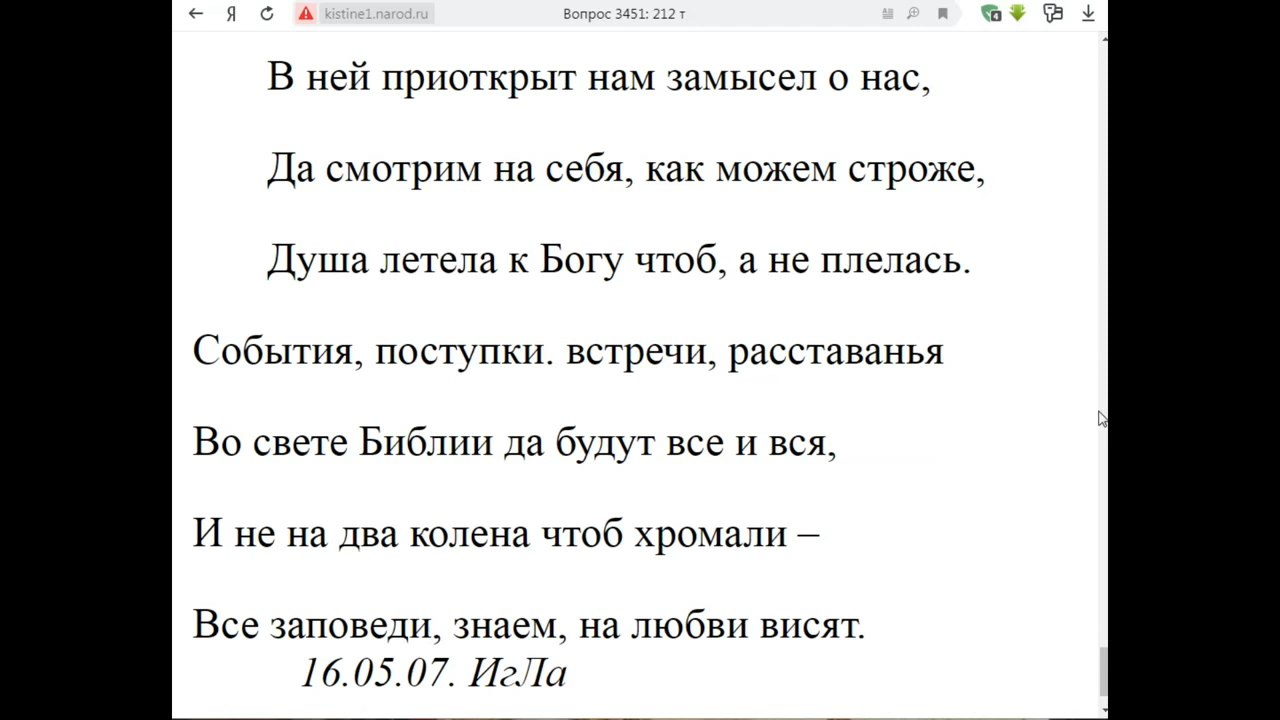 Я kistine1.narod.ru Вопрос 3451: 212 т 4
В ней приоткрыт нам замысел о нас,
Да смотрим на себя, как можем строже,
Душа летела к Богу чтоб, а не плелась.
События, поступки. встречи, расставанья
Во свете Библии да будут все и вся,
И не на два колена чтоб хромали –
Все заповеди, знаем, на любви висят.
16.05.07. ИгЛа